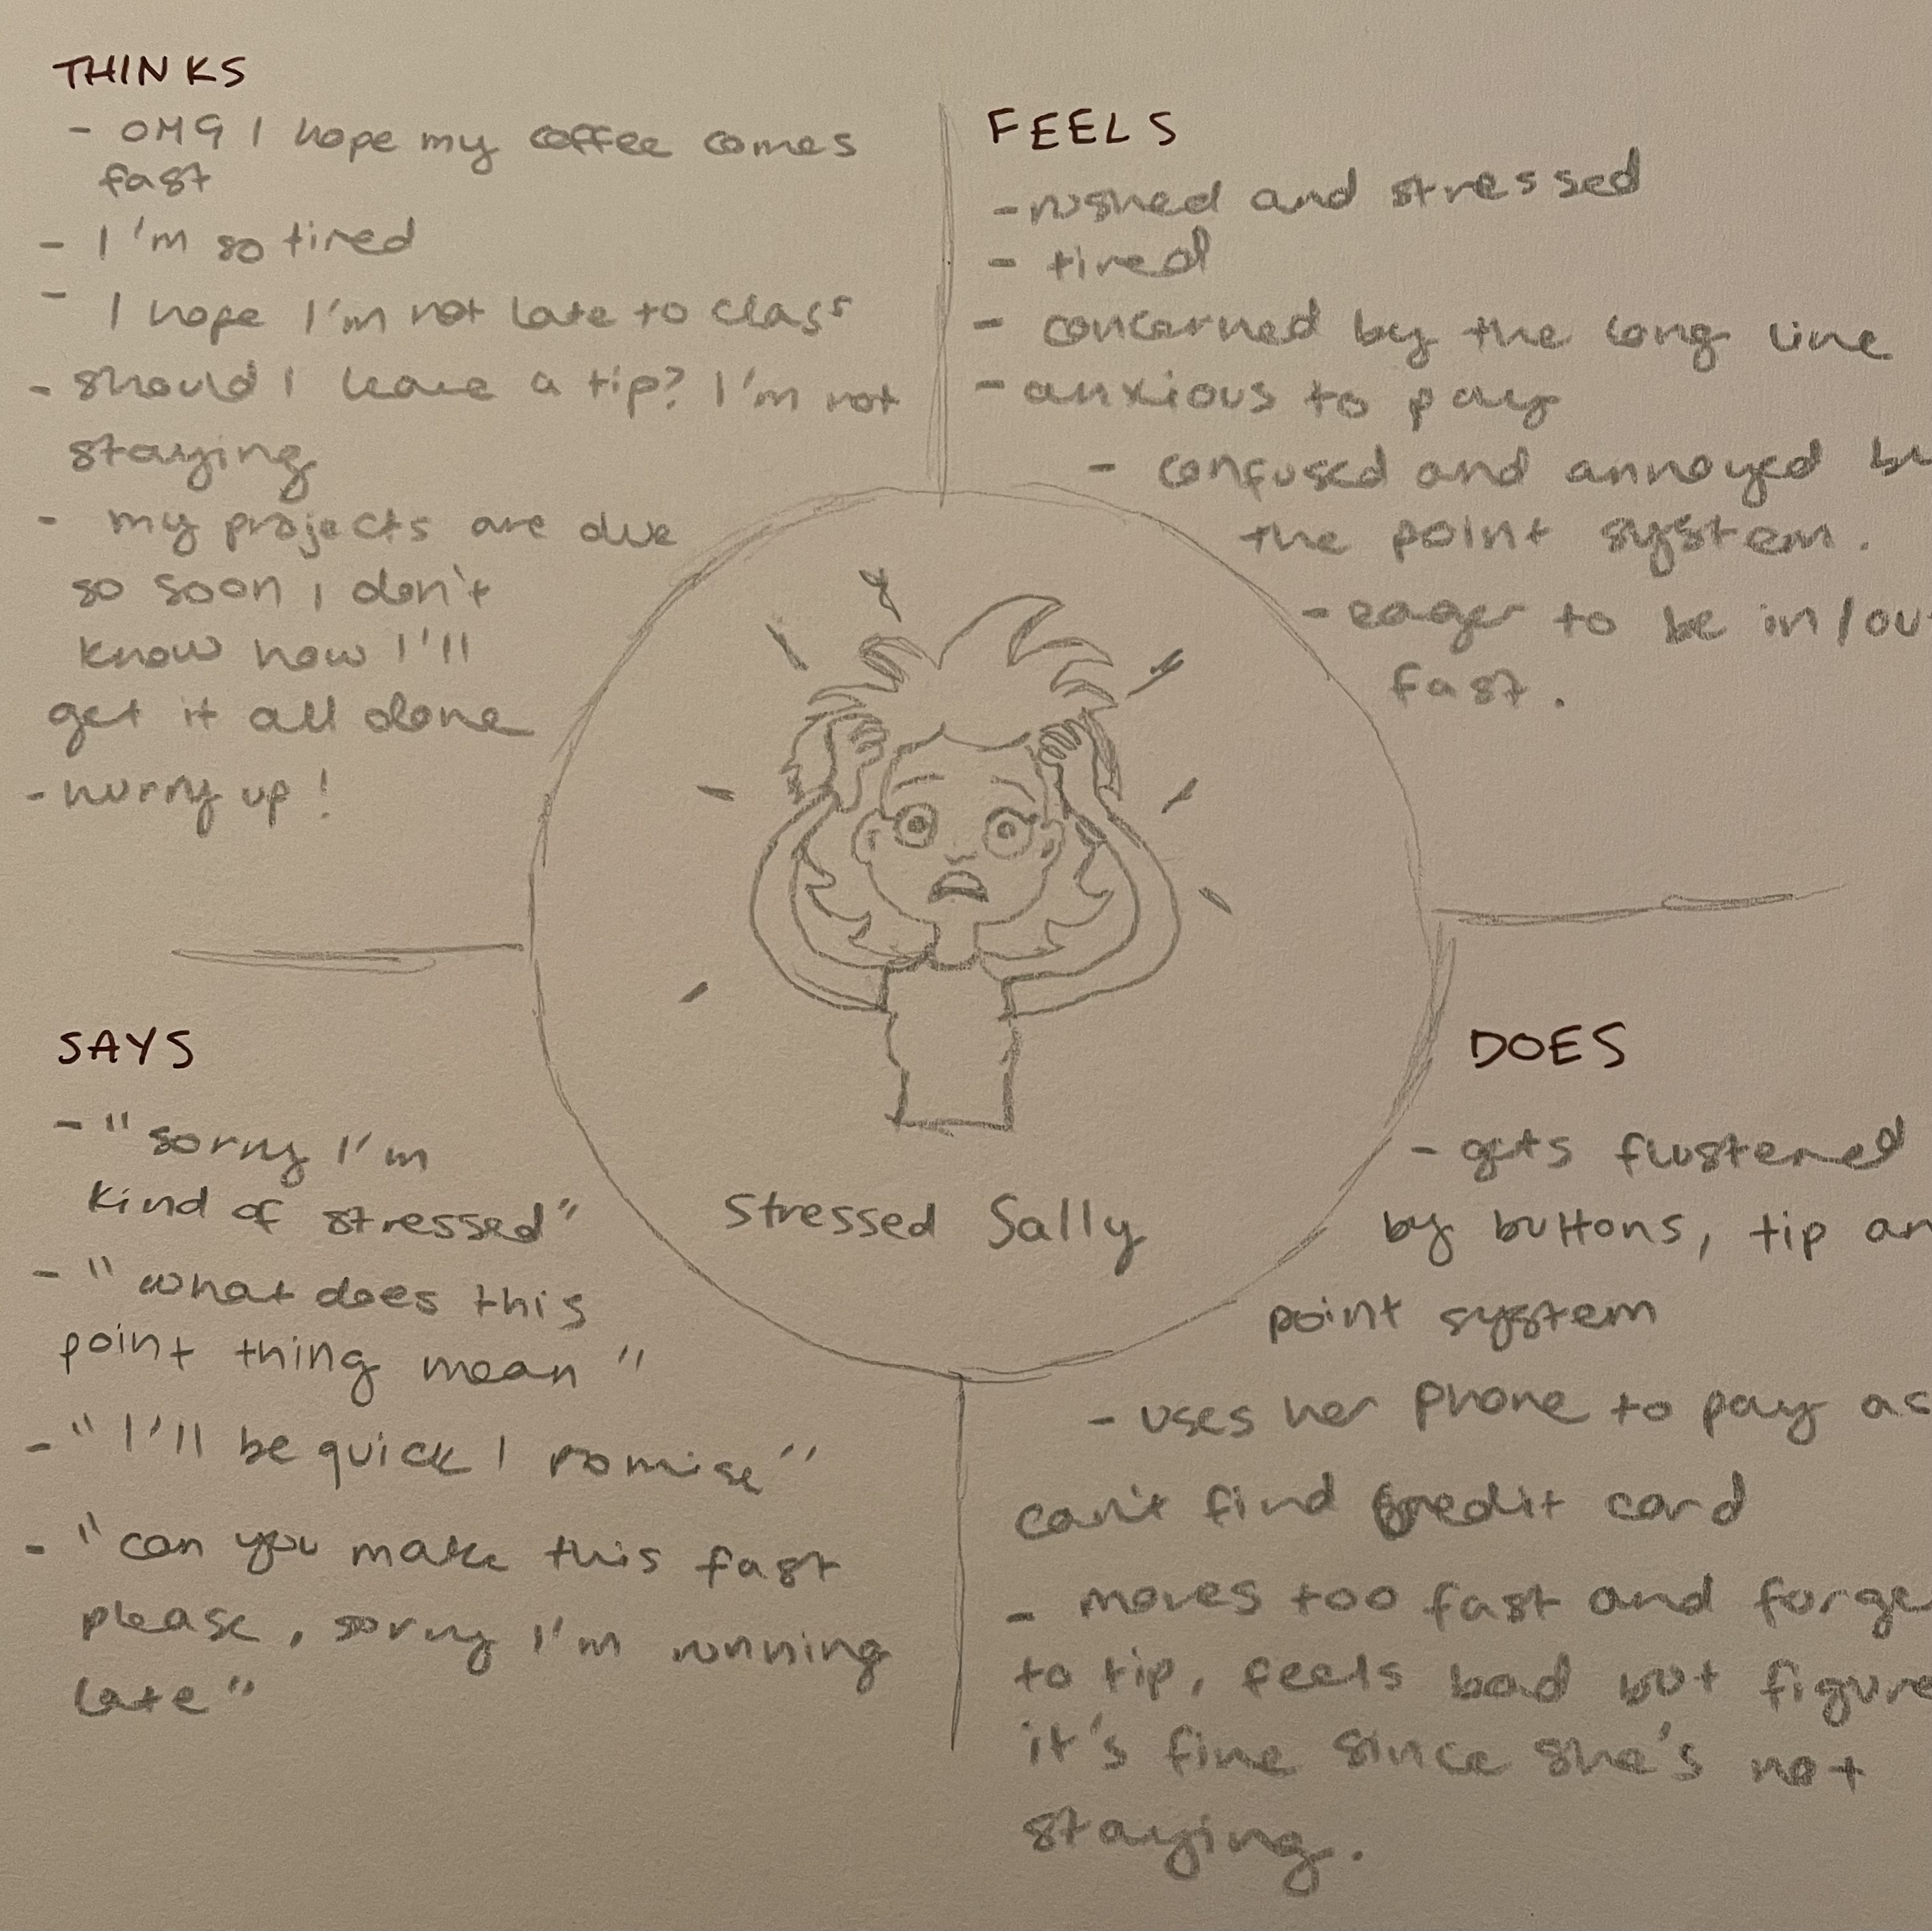 THINKS
- OMG I hope my coffee comes
fast
- I'm so tired
- I hope I'm not late to class
- should I leave a tip? I'm not
staying
- my projects are due
so soon, I don't
know how I'll
get it all done
- hurry up!
FEELS
- rushed and stressed
- tired
- concerned by the long line
- anxious to pay
- confused and annoyed
the point system.
- eager to be in/ou
fast.
Stressed Sally
SAYS
- "sorry I'm
kind of stressed"
- "what does this
point thing mean"
- "I'll be quick I promise"
- "can you make this fast
please, sorry I'm running
late"
DOES
- gets flustered
by buttons, tip an
point system
- uses her phone to pay as
can't find credit card
- moves too fast and forge
to tip, feels bad but figure
it's fine since she's not
staying.